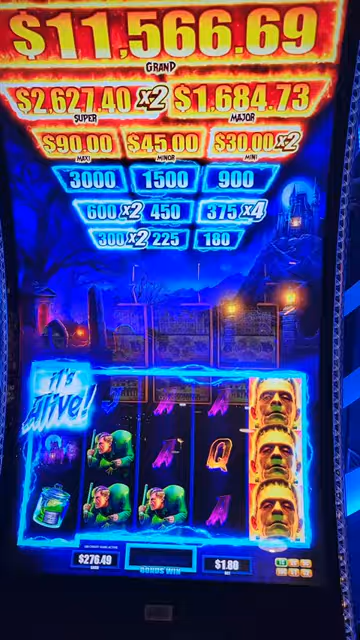 $11,566.69
GRAND
$2,627.40 x2 $1,684.73
SUPER MAJOR
$90.00 $45.00 $30.00 x2
MAXI MINOR MINI
3000 1500 900
600 x2 450 375 x4
300 x2 225 180
it's
Alive!
Q
$276.49 $1.80
BONUS WIN